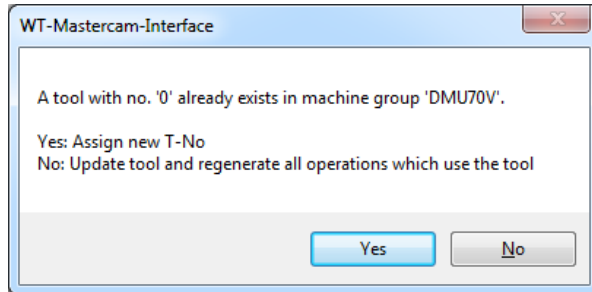 WT-Mastercam-Interface
A tool with no. '0' already exists in machine group 'DMU70V'.
Yes: Assign new T-No
No: Update tool and regenerate all operations which use the tool
Yes
No